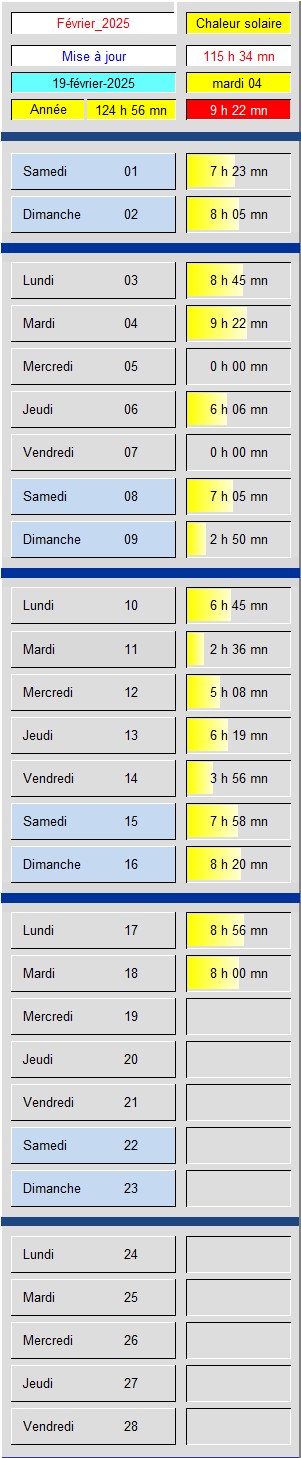 Février_2025 Chaleur solaire
Mise à jour 115 h 34 mn
19-février-2025 mardi 04
Année 124 h 56 mn 9 h 22 mn
Samedi 01 7 h 23 mn
Dimanche 02 8 h 05 mn
Lundi 03 8 h 45 mn
Mardi 04 9 h 22 mn
Mercredi 05 0 h 00 mn
Jeudi 06 6 h 06 mn
Vendredi 07 0 h 00 mn
Samedi 08 7 h 05 mn
Dimanche 09 2 h 50 mn
Lundi 10 6 h 45 mn
Mardi 11 2 h 36 mn
Mercredi 12 5 h 08 mn
Jeudi 13 6 h 19 mn
Vendredi 14 3 h 56 mn
Samedi 15 7 h 58 mn
Dimanche 16 8 h 20 mn
Lundi 17 8 h 56 mn
Mardi 18 8 h 00 mn
Mercredi 19
Jeudi 20
Vendredi 21
Samedi 22
Dimanche 23
Lundi 24
Mardi 25
Mercredi 26
Jeudi 27
Vendredi 28